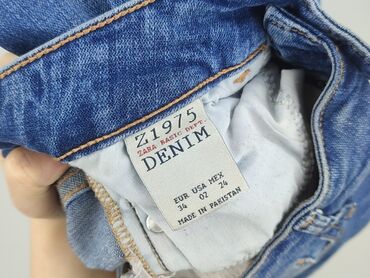 Z1975
ZARA BASIC DEPT.
DENIM
EUR USA MEX
34 02 24
MADE IN PAKISTAN